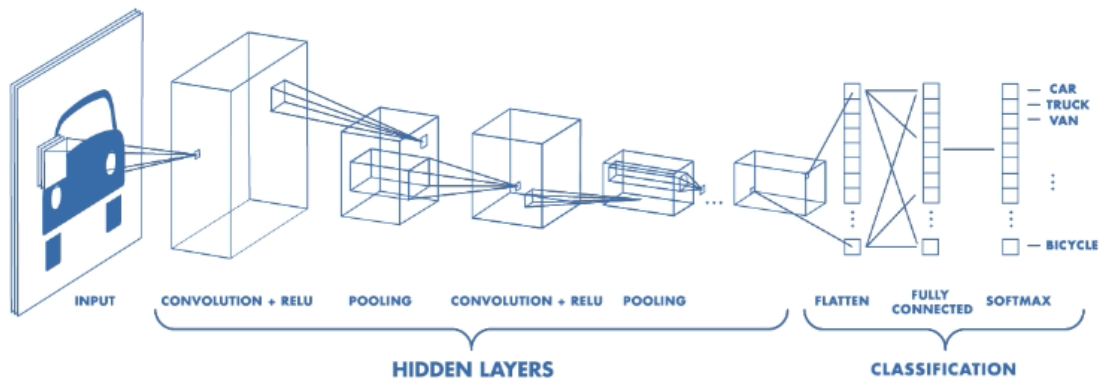 CAR
TRUCK
VAN
BICYCLE
INPUT
CONVOLUTION + RELU
POOLING
CONVOLUTION + RELU
POOLING
FLATTEN
FULLY
CONNECTED
SOFTMAX
HIDDEN LAYERS
CLASSIFICATION